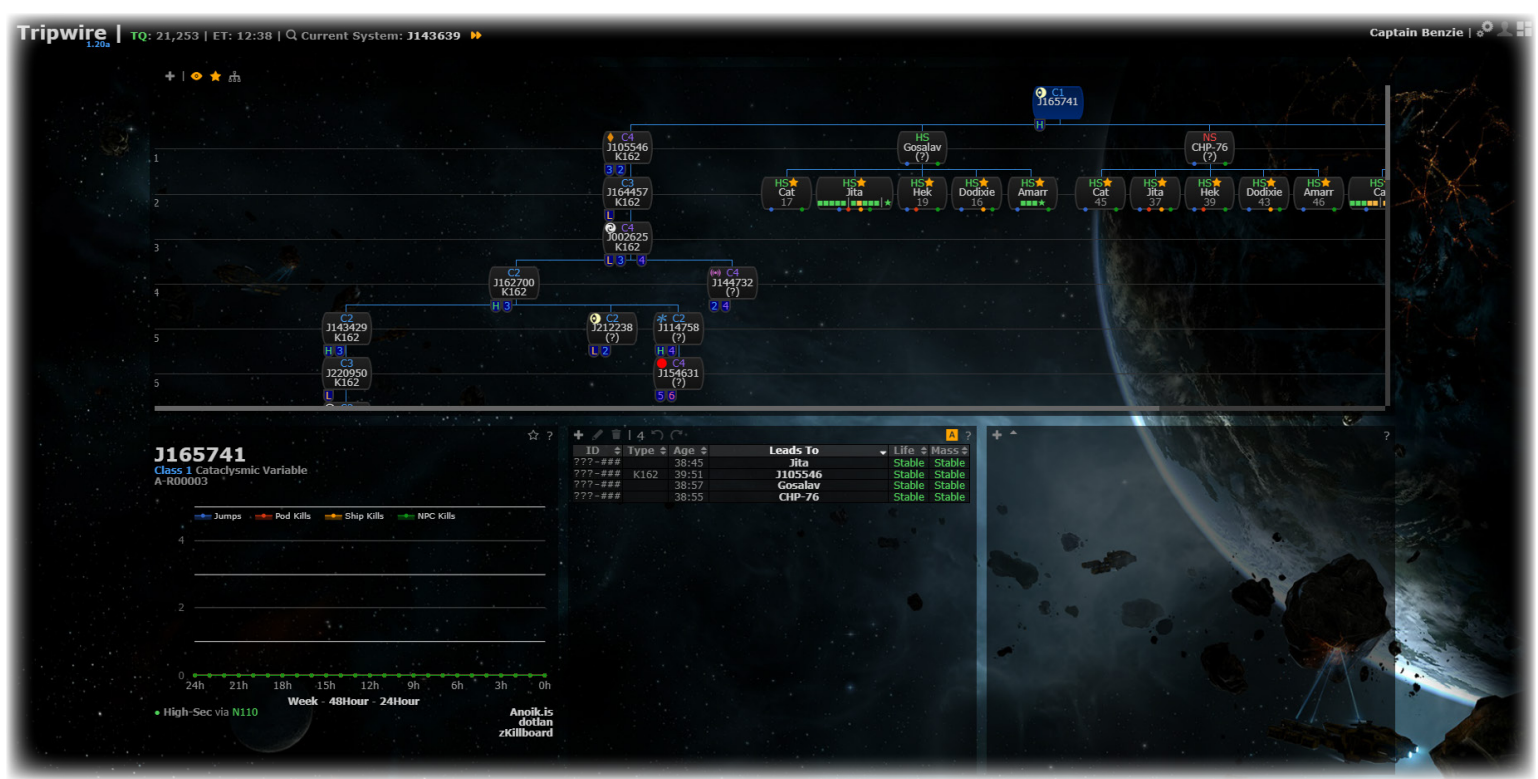 Tripwire | TQ: 21,253 | ET: 12:38 | Current System: J143639
1.20a
Captain Benzie |
C1
J165741
H
C4
J105546
K162
3 2
HS
Gosalav
(?)
NS
CHP-76
(?)
1
C3
J164457
K162
L
HS Cat 17
HS Jita
HS Hek 19
HS Dodixie 16
HS Amarr
HS Cat 45
HS Jita 37
HS Hek 39
HS Dodixie 43
HS Amarr 46
HS Ca
2
C4
J002625
K162
L 3 4
3
C2
J162700
K162
H 3
C4
J144732
(?)
2 4
4
C2
J143429
K162
H 3
C2
J212238
(?)
L 2
C2
J114758
(?)
H 4
5
C3
J220950
K162
L
C4
J154631
(?)
5 6
J165741
Class 1 Cataclysmic Variable
A-R00003
☆ ?
Jumps Pod Kills Ship Kills NPC Kills
4
2
0
24h 21h 18h 15h 12h 9h 6h 3h 0h
Week - 48Hour - 24Hour
High-Sec via N110
Anoik.is
dotlan
zKillboard
| 4 A ?
ID Type Age Leads To Life Mass
???-### 38:45 Jita Stable Stable
???-### K162 39:51 J105546 Stable Stable
???-### 38:57 Gosalav Stable Stable
???-### 38:55 CHP-76 Stable Stable
?